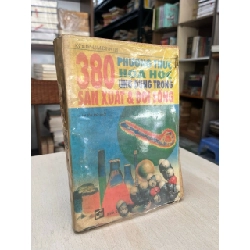 380 PHƯƠNG THỨC
HÓA HỌC
ỨNG DỤNG TRONG
SẢN XUẤT & ĐỜI SỐNG